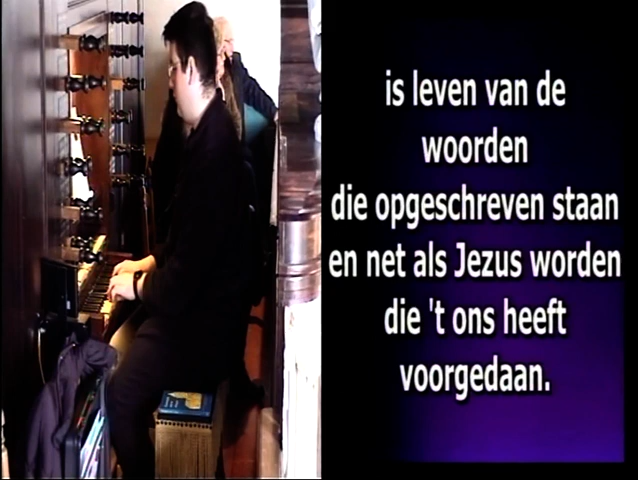 is leven van de
woorden
die opgeschreven staan
en net als Jezus worden
die 't ons heeft
voorgedaan.